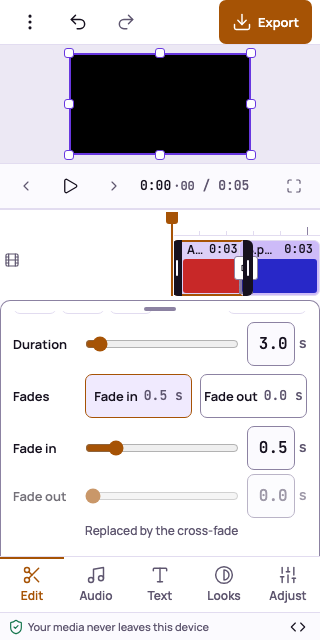 Export
0:00.00 / 0:05
A... 0:03 .p... 0:03
Duration 3.0 s
Fades Fade in 0.5 s Fade out 0.0 s
Fade in 0.5 s
Fade out 0.0 s
Replaced by the cross-fade
Edit Audio Text Looks Adjust
Your media never leaves this device